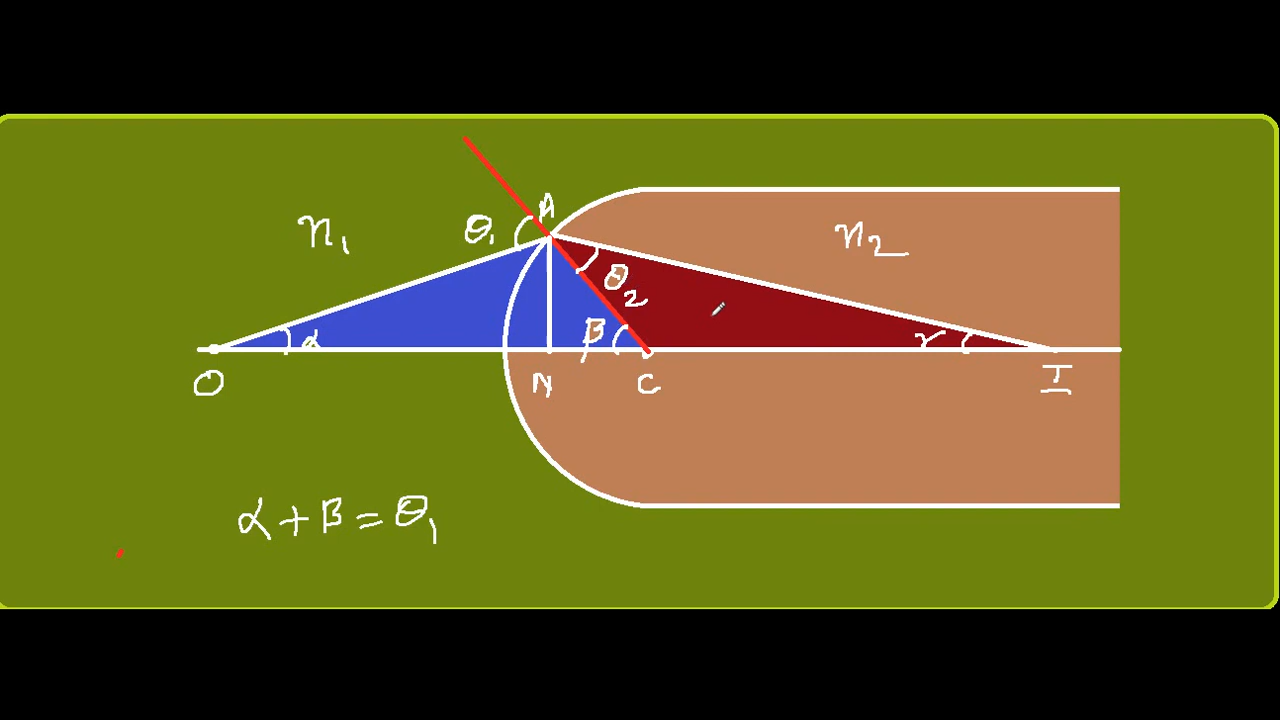 n₁
θ₁
A
n₂
θ₂
α
β
γ
O
N
C
I
α + β = θ₁